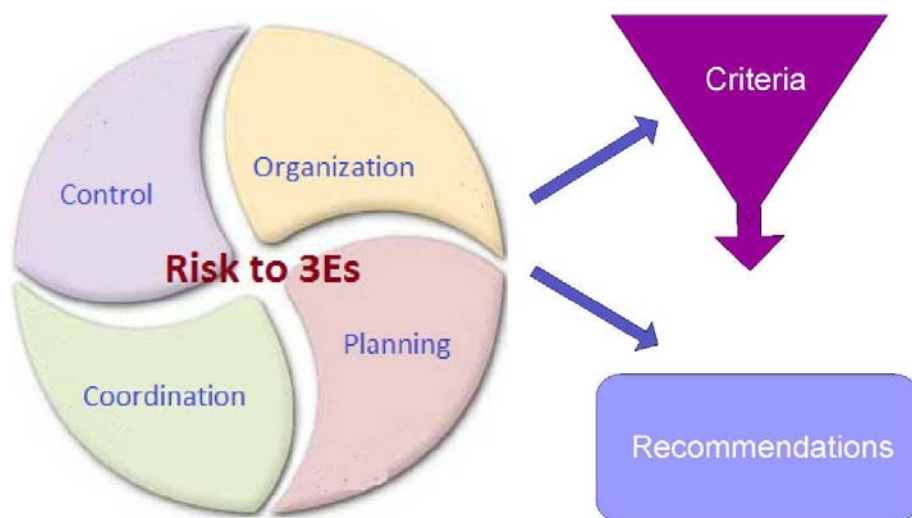 Criteria
Organization
Control
Risk to 3Es
Planning
Coordination
Recommendations